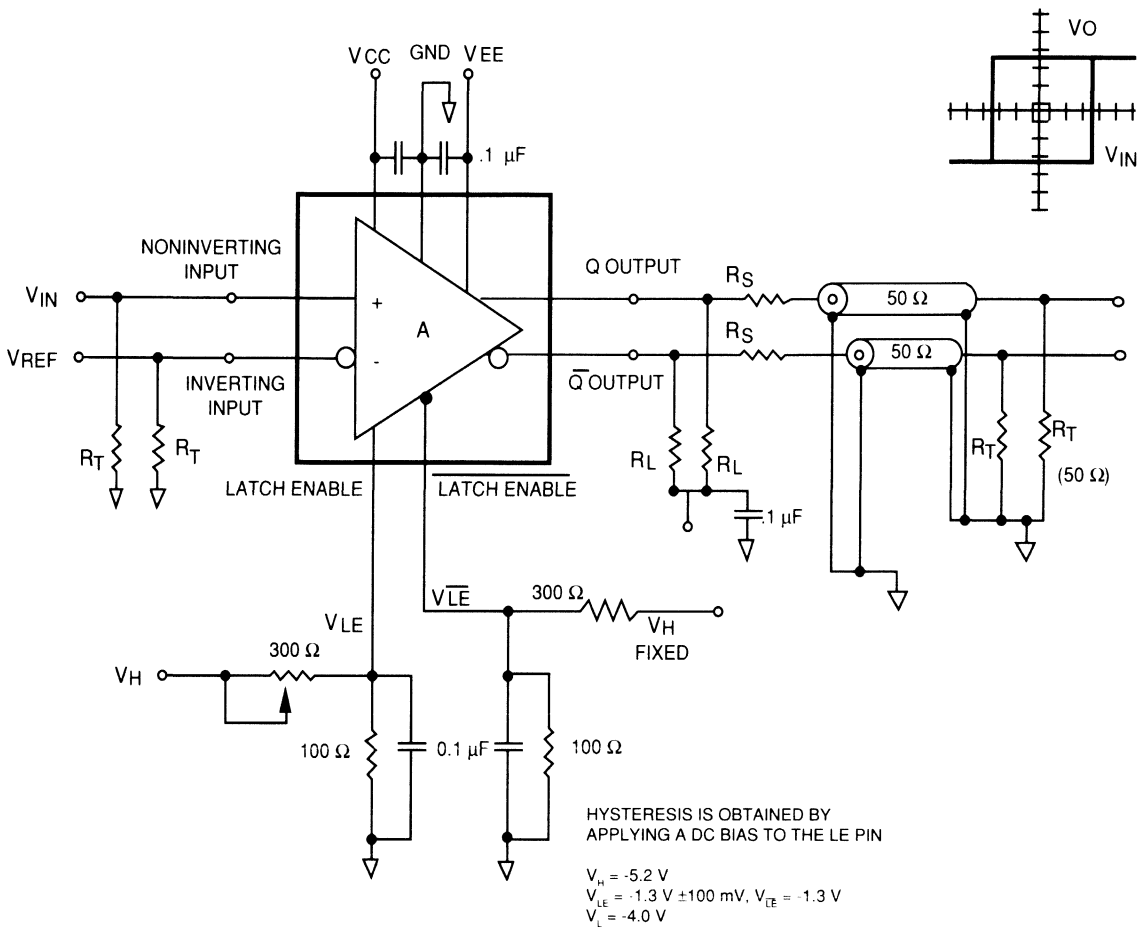 VCC
GND
VEE
VO
VIN
.1 µF
NONINVERTING
INPUT
VIN
+
A
Q OUTPUT
RS
50 Ω
VREF
-
INVERTING
INPUT
Q̅ OUTPUT
RS
50 Ω
RT
RT
RL
RL
RT
RT
(50 Ω)
LATCH ENABLE
L̅A̅T̅C̅H̅ E̅N̅A̅B̅L̅E̅
.1 µF
VL̅E̅
300 Ω
VH
FIXED
VLE
300 Ω
VH
100 Ω
0.1 µF
100 Ω
HYSTERESIS IS OBTAINED BY
APPLYING A DC BIAS TO THE LE PIN
VH = -5.2 V
VLE = -1.3 V ±100 mV, VL̅E̅ = -1.3 V
VL = -4.0 V